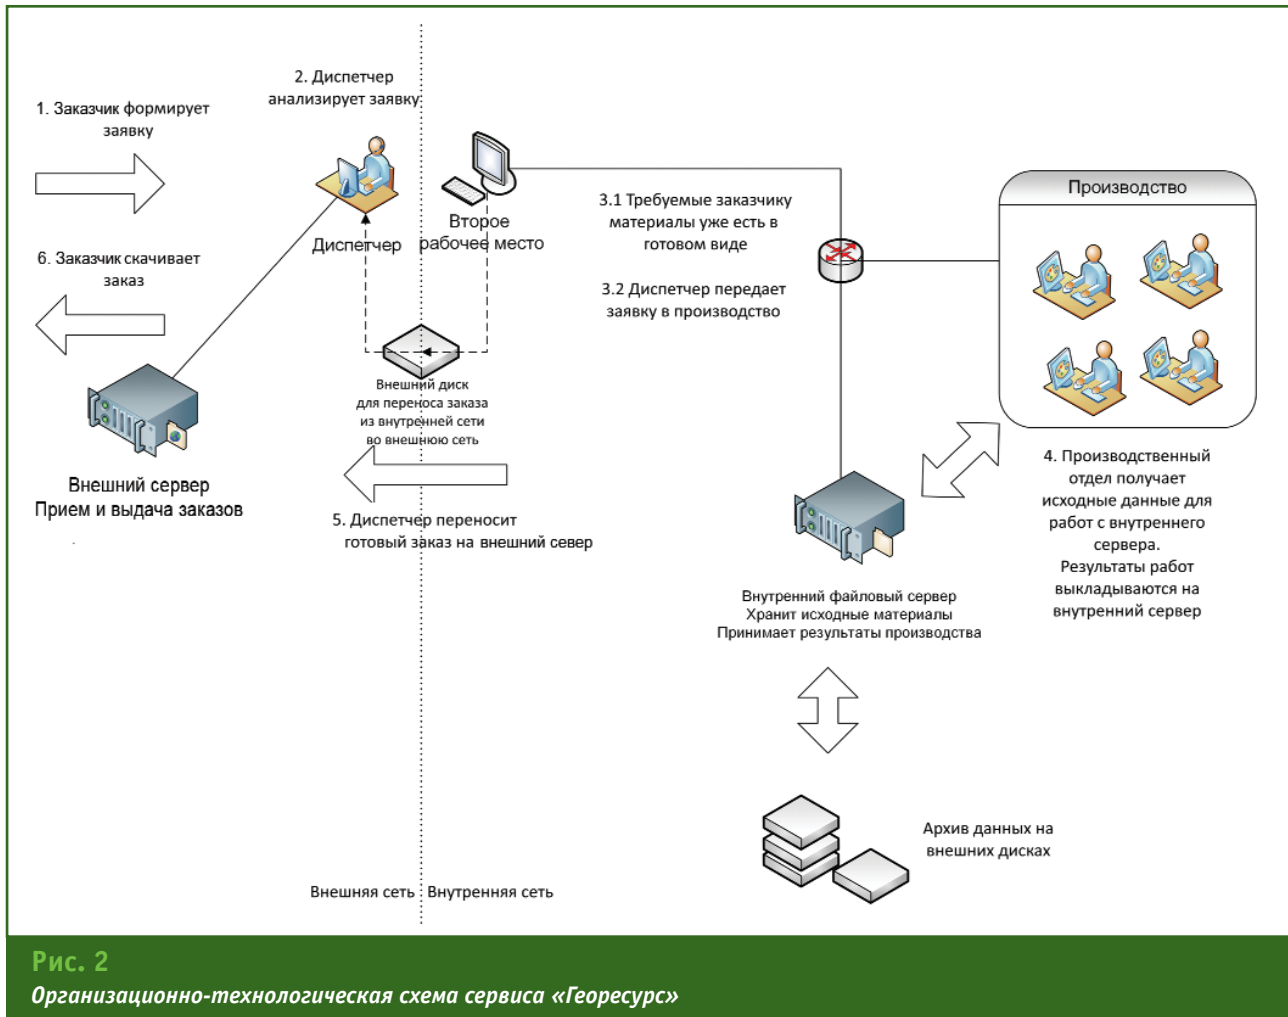 1. Заказчик формирует
заявку
2. Диспетчер
анализирует заявку
6. Заказчик скачивает
заказ
Диспетчер
Второе
рабочее место
3.1 Требуемые заказчику
материалы уже есть в
готовом виде
3.2 Диспетчер передает
заявку в производство
Производство
Внешний диск
для переноса заказа
из внутренней сети
во внешнюю сеть
Внешний сервер
Прием и выдача заказов
5. Диспетчер переносит
готовый заказ на внешний север
4. Производственный
отдел получает
исходные данные для
работ с внутреннего
сервера.
Результаты работ
выкладываются на
внутренний сервер
Внутренний файловый сервер
Хранит исходные материалы
Принимает результаты производства
Архив данных на
внешних дисках
Внешняя сеть
Внутренняя сеть
Рис. 2
Организационно-технологическая схема сервиса «Георесурс»